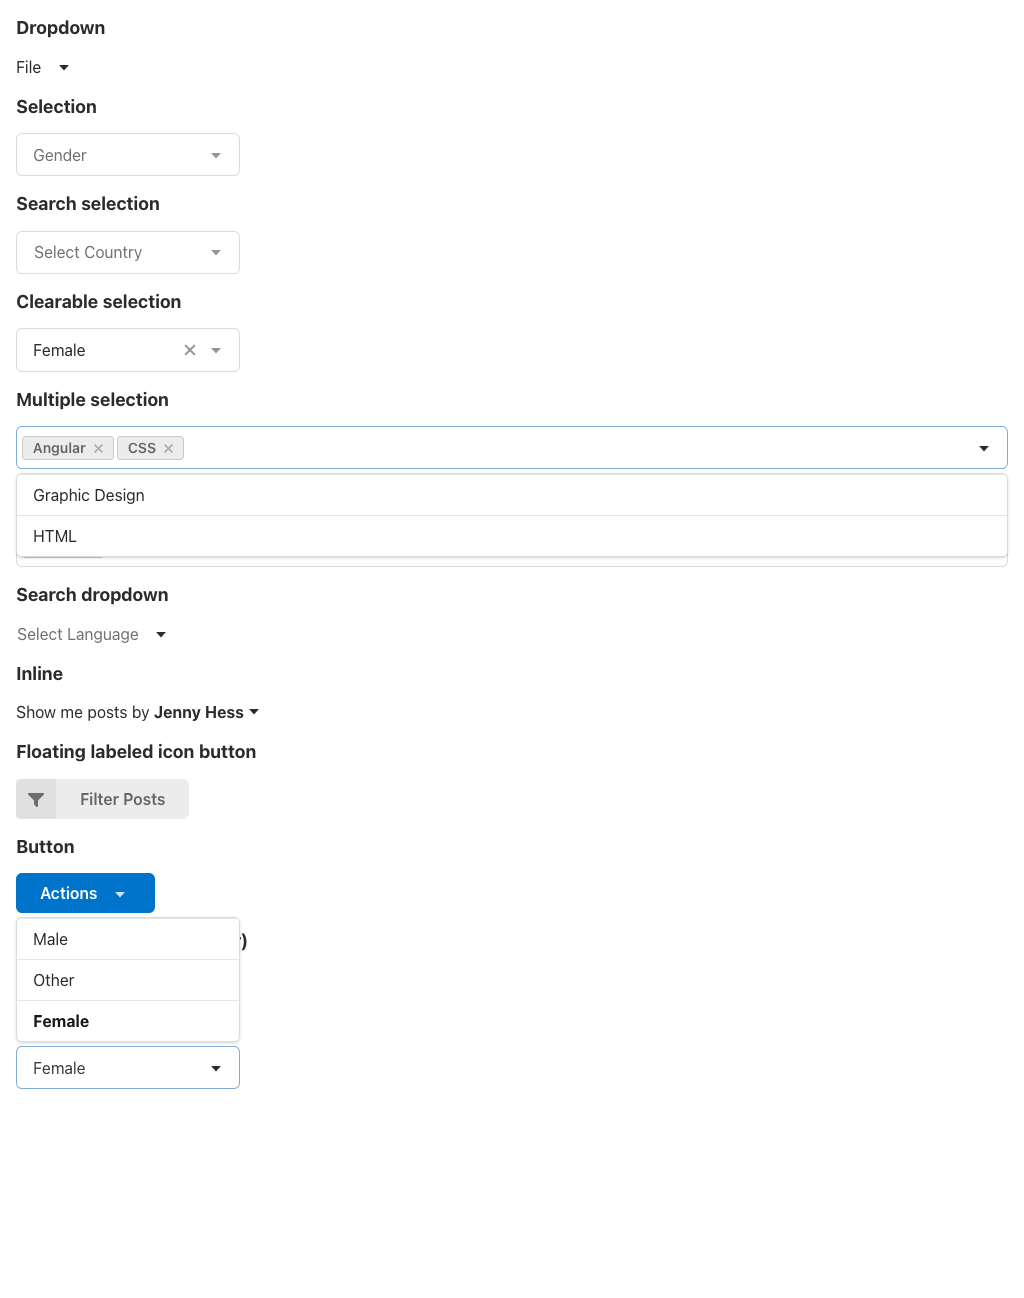 Dropdown
File
Selection
Gender
Search selection
Select Country
Clearable selection
Female
Multiple selection
Angular CSS
Graphic Design
HTML
Search dropdown
Select Language
Inline
Show me posts by Jenny Hess
Floating labeled icon button
Filter Posts
Button
Actions
Male
)
Other
Female
Female